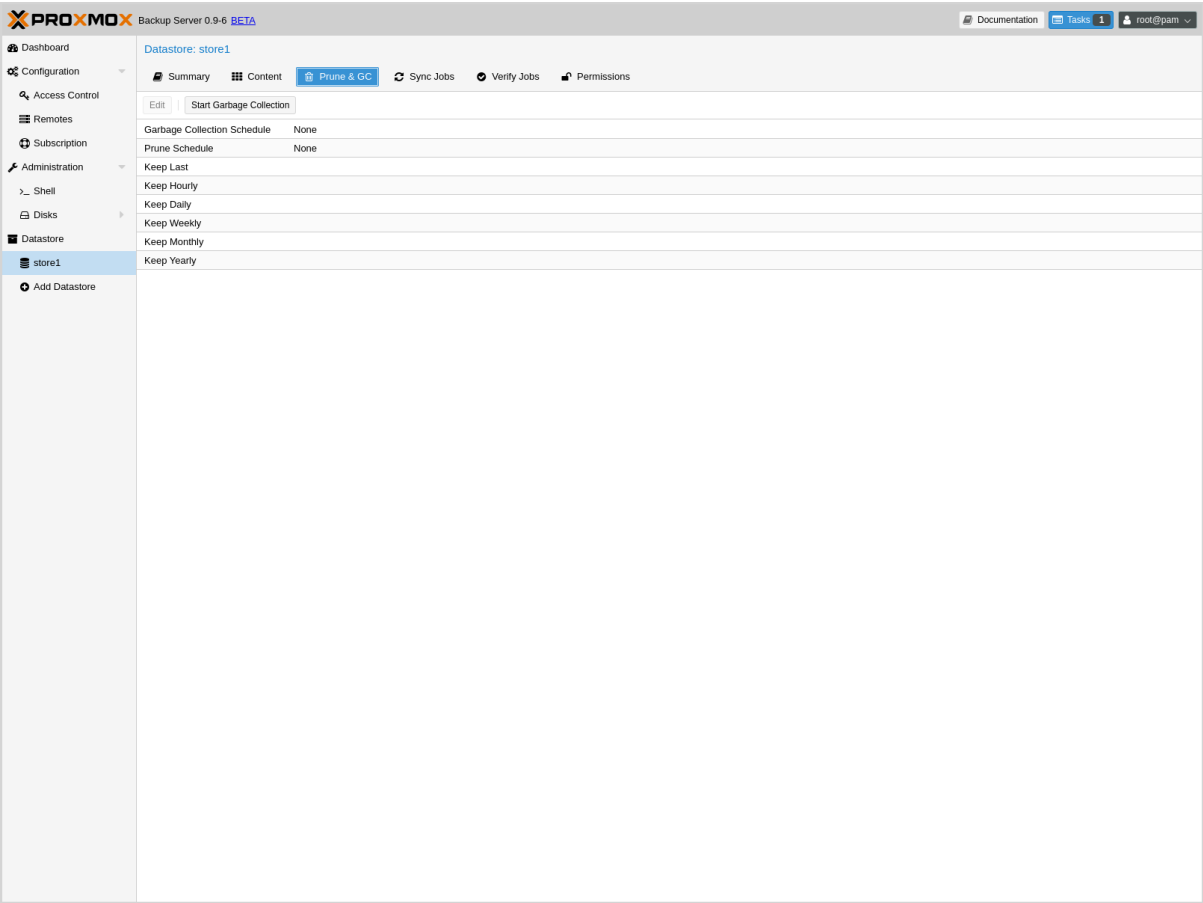 PROXMOX Backup Server 0.9-6 BETA Documentation Tasks 1 root@pam
Dashboard
Configuration
Access Control
Remotes
Subscription
Administration
>_ Shell
Disks
Datastore
store1
Add Datastore
Datastore: store1
Summary Content Prune & GC Sync Jobs Verify Jobs Permissions
Edit Start Garbage Collection
Garbage Collection Schedule None
Prune Schedule None
Keep Last
Keep Hourly
Keep Daily
Keep Weekly
Keep Monthly
Keep Yearly